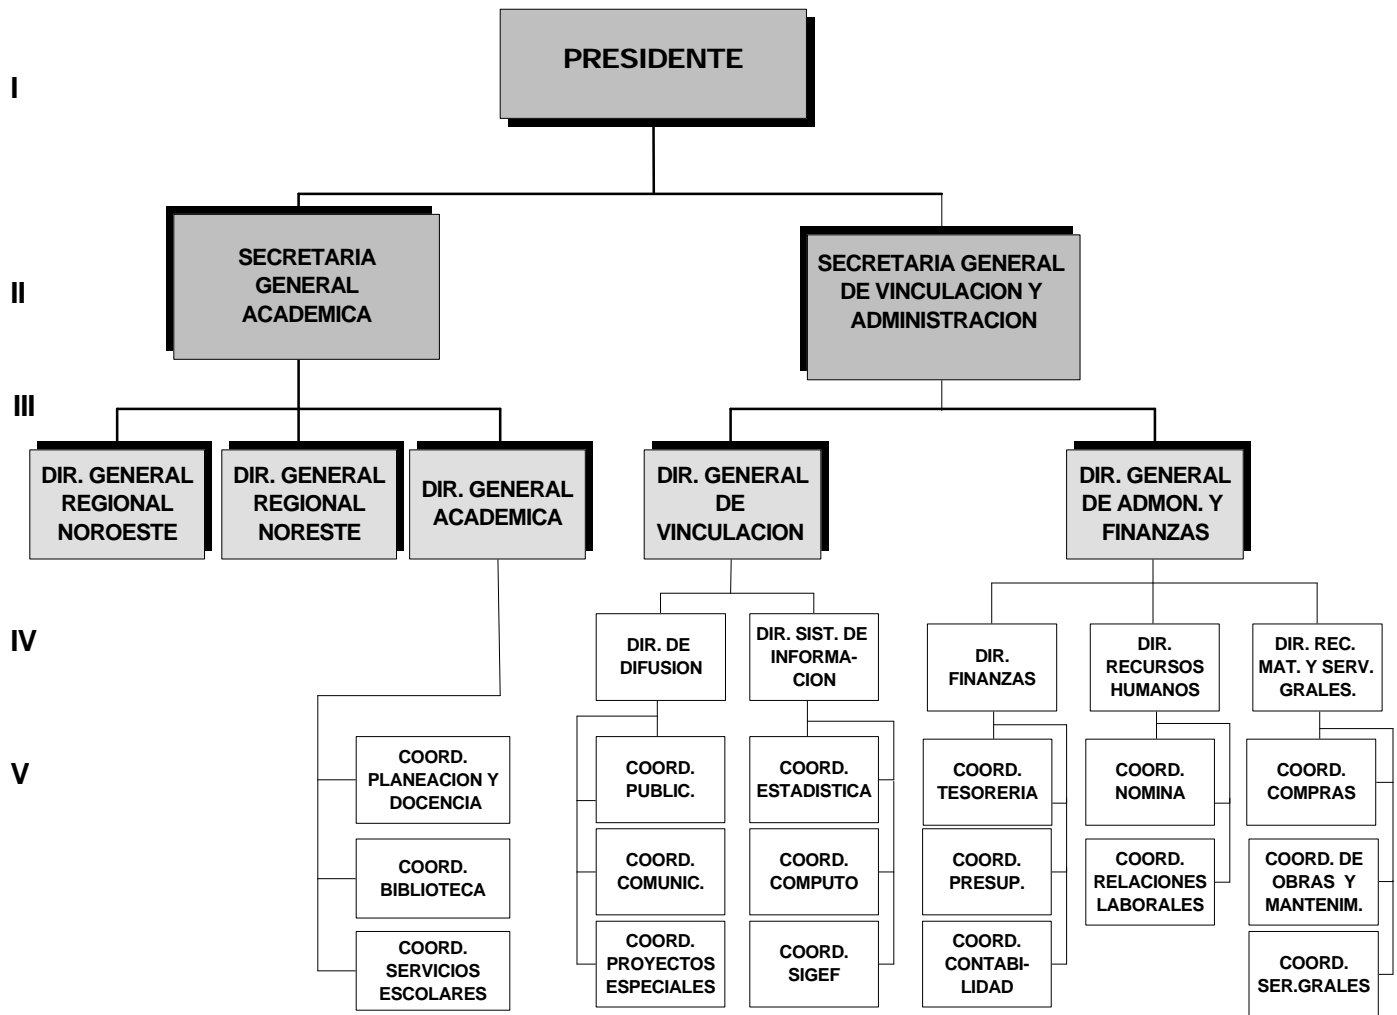 I
PRESIDENTE
II
SECRETARIA
GENERAL
ACADEMICA
SECRETARIA GENERAL
DE VINCULACION Y
ADMINISTRACION
III
DIR. GENERAL
REGIONAL
NOROESTE
DIR. GENERAL
REGIONAL
NORESTE
DIR. GENERAL
ACADEMICA
DIR. GENERAL
DE
VINCULACION
DIR. GENERAL
DE ADMON. Y
FINANZAS
IV
DIR. DE
DIFUSION
DIR. SIST. DE
INFORMA-
CION
DIR.
FINANZAS
DIR.
RECURSOS
HUMANOS
DIR. REC.
MAT. Y SERV.
GRALES.
V
COORD.
PLANEACION Y
DOCENCIA
COORD.
PUBLIC.
COORD.
ESTADISTICA
COORD.
TESORERIA
COORD.
NOMINA
COORD.
COMPRAS
COORD.
BIBLIOTECA
COORD.
COMUNIC.
COORD.
COMPUTO
COORD.
PRESUP.
COORD.
RELACIONES
LABORALES
COORD. DE
OBRAS Y
MANTENIM.
COORD.
SERVICIOS
ESCOLARES
COORD.
PROYECTOS
ESPECIALES
COORD.
SIGEF
COORD.
CONTABI-
LIDAD
COORD.
SER.GRALES